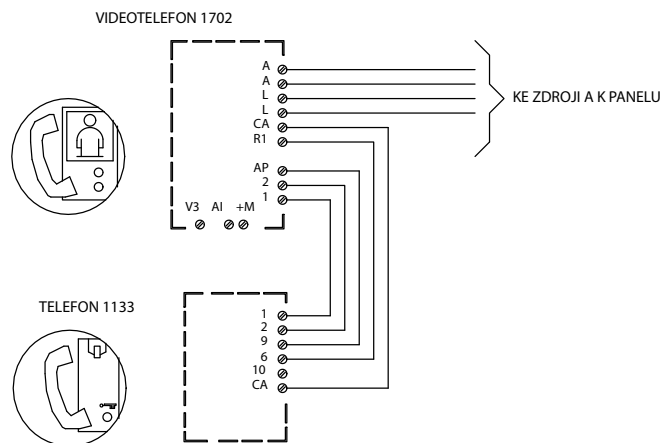 VIDEOTELEFON 1702
A
A
L
L
CA
R1
AP
2
1
V3 AI +M
KE ZDROJI A K PANELU
TELEFON 1133
1
2
9
6
10
CA